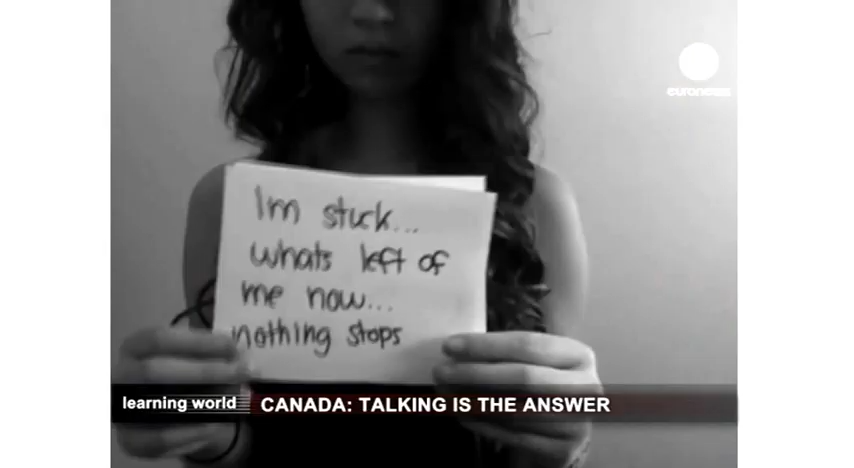 euronews
Im stuck...
whats left of
me now...
nothing stops
learning world
CANADA: TALKING IS THE ANSWER